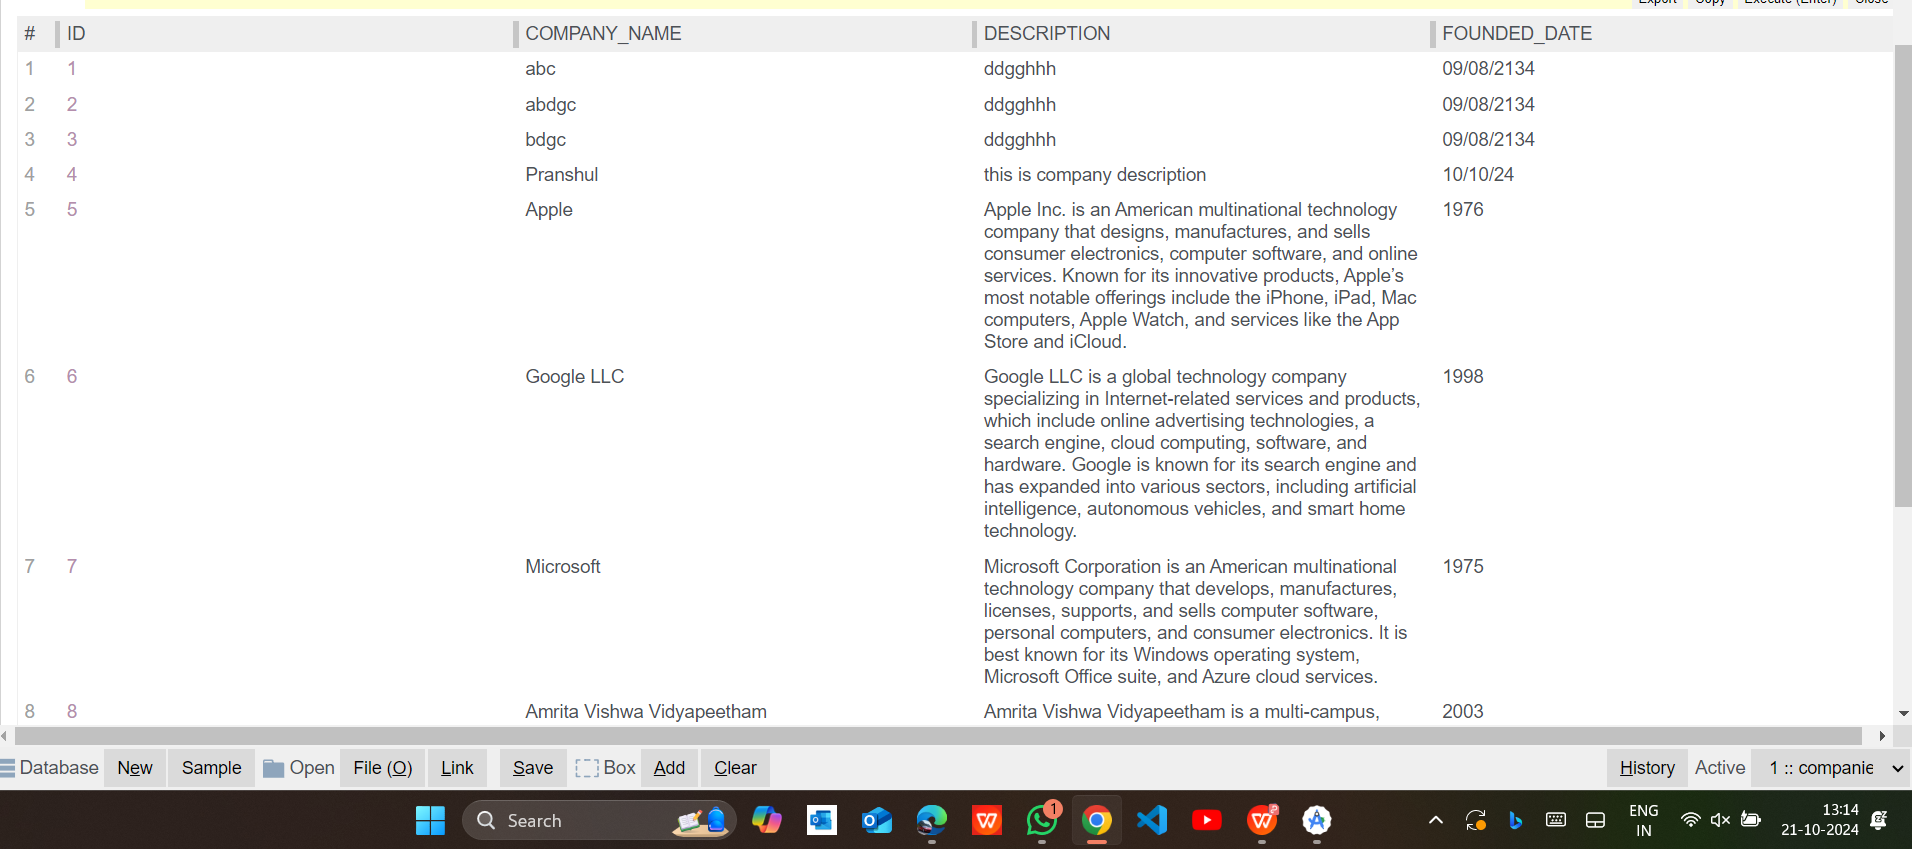 Export Copy Execute (Enter) Close
# ID COMPANY_NAME DESCRIPTION FOUNDED_DATE
1 1 abc ddgghhh 09/08/2134
2 2 abdgc ddgghhh 09/08/2134
3 3 bdgc ddgghhh 09/08/2134
4 4 Pranshul this is company description 10/10/24
5 5 Apple Apple Inc. is an American multinational technology 1976
company that designs, manufactures, and sells
consumer electronics, computer software, and online
services. Known for its innovative products, Apple’s
most notable offerings include the iPhone, iPad, Mac
computers, Apple Watch, and services like the App
Store and iCloud.
6 6 Google LLC Google LLC is a global technology company 1998
specializing in Internet-related services and products,
which include online advertising technologies, a
search engine, cloud computing, software, and
hardware. Google is known for its search engine and
has expanded into various sectors, including artificial
intelligence, autonomous vehicles, and smart home
technology.
7 7 Microsoft Microsoft Corporation is an American multinational 1975
technology company that develops, manufactures,
licenses, supports, and sells computer software,
personal computers, and consumer electronics. It is
best known for its Windows operating system,
Microsoft Office suite, and Azure cloud services.
8 8 Amrita Vishwa Vidyapeetham Amrita Vishwa Vidyapeetham is a multi-campus, 2003
Database New Sample Open File (O) Link Save Box Add Clear History Active 1 :: companie
Search 1 ENG 13:14
IN 21-10-2024